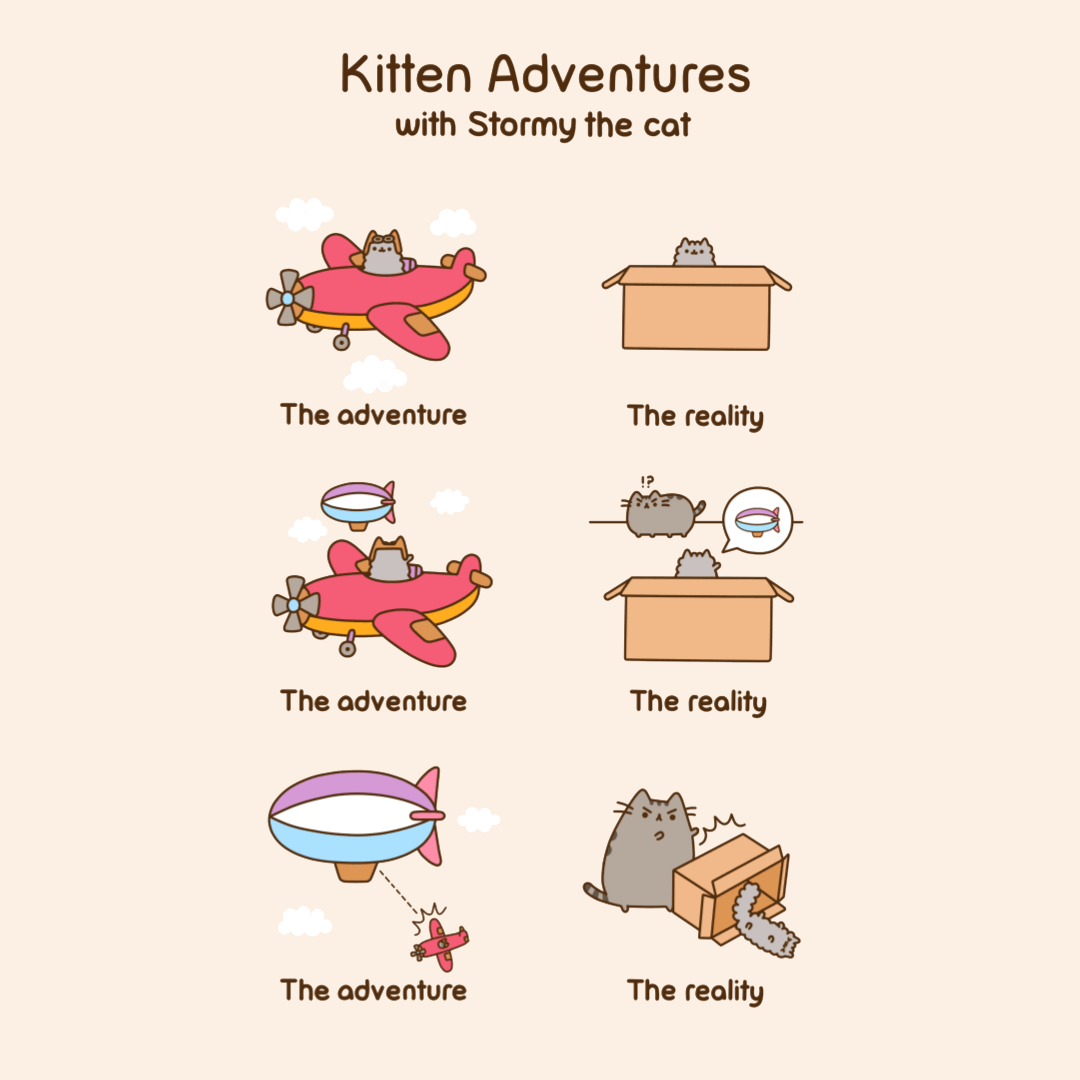 Kitten Adventures
with Stormy the cat
The adventure
The reality
!?
The adventure
The reality
The adventure
The reality